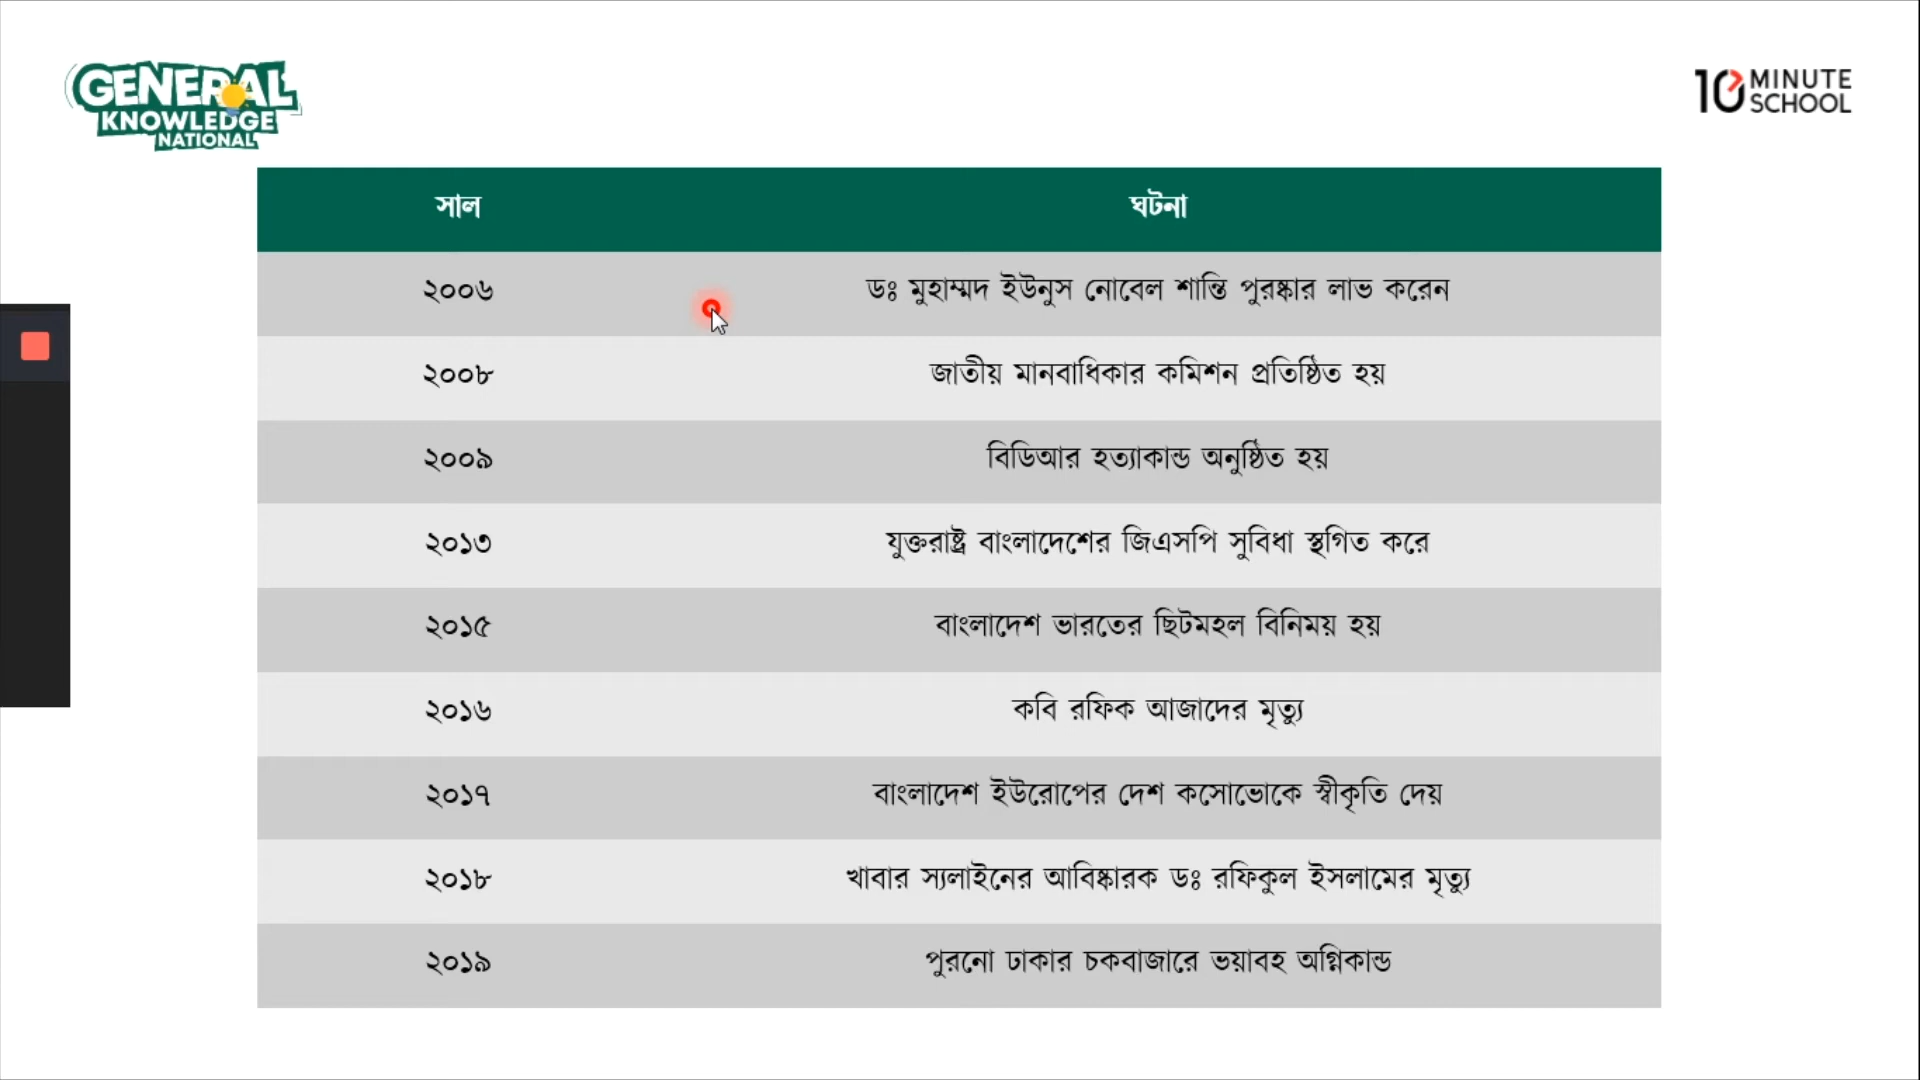 GENERAL
KNOWLEDGE
NATIONAL
10 MINUTE
SCHOOL
সাল ঘটনা
২০০৬ ডঃ মুহাম্মদ ইউনুস নোবেল শান্তি পুরষ্কার লাভ করেন
২০০৮ জাতীয় মানবাধিকার কমিশন প্রতিষ্ঠিত হয়
২০০৯ বিডিআর হত্যাকান্ড অনুষ্ঠিত হয়
২০১৩ যুক্তরাষ্ট্র বাংলাদেশের জিএসপি সুবিধা স্থগিত করে
২০১৫ বাংলাদেশ ভারতের ছিটমহল বিনিময় হয়
২০১৬ কবি রফিক আজাদের মৃত্যু
২০১৭ বাংলাদেশ ইউরোপের দেশ কসোভোকে স্বীকৃতি দেয়
২০১৮ খাবার স্যলাইনের আবিষ্কারক ডঃ রফিকুল ইসলামের মৃত্যু
২০১৯ পুরনো ঢাকার চকবাজারে ভয়াবহ অগ্নিকান্ড